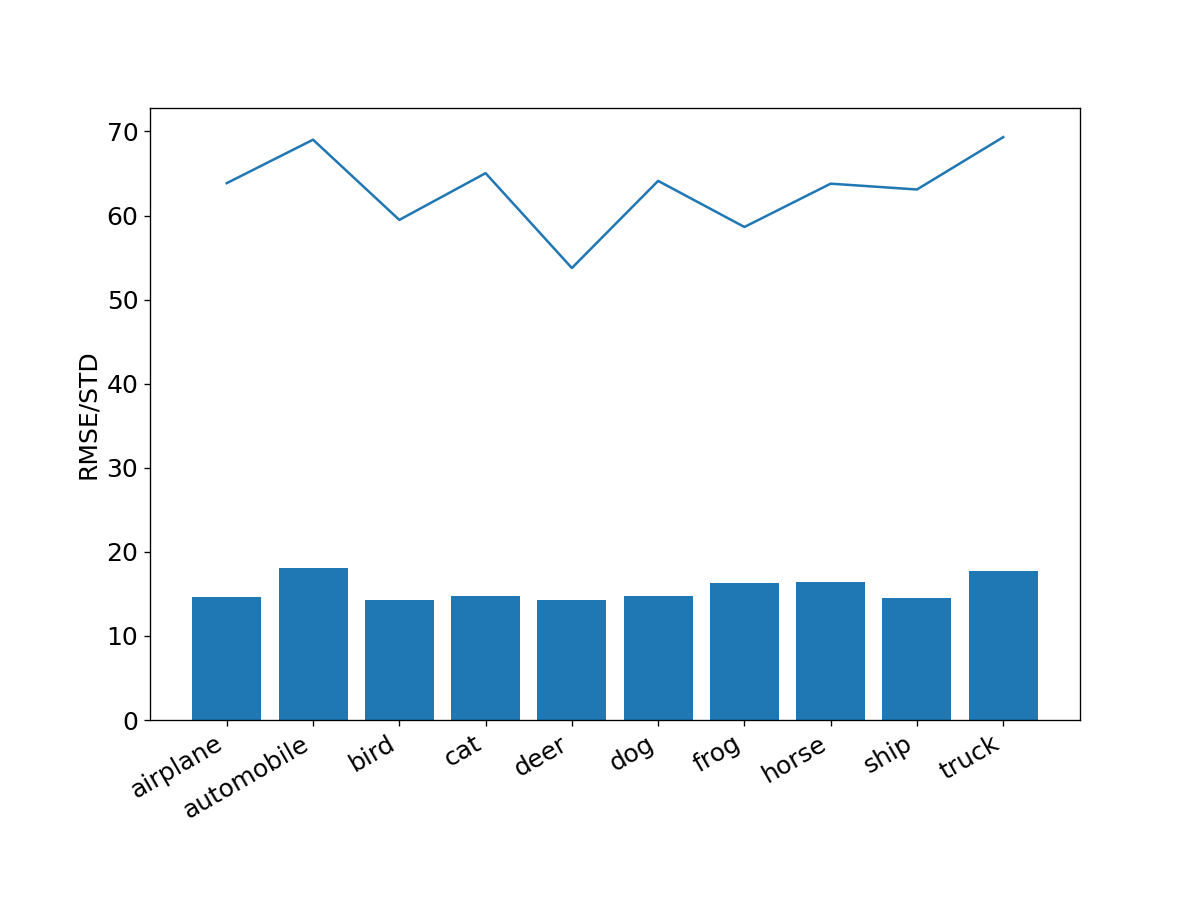 RMSE/STD
70
60
50
40
30
20
10
0
airplane
automobile
bird
cat
deer
dog
frog
horse
ship
truck